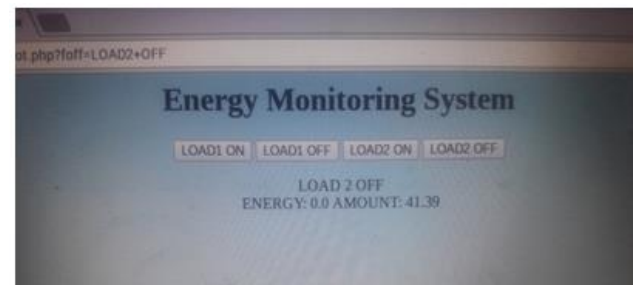 ot.php?foff=LOAD2+OFF
Energy Monitoring System
LOAD1 ON LOAD1 OFF LOAD2 ON LOAD2 OFF
LOAD 2 OFF
ENERGY: 0.0 AMOUNT: 41.39